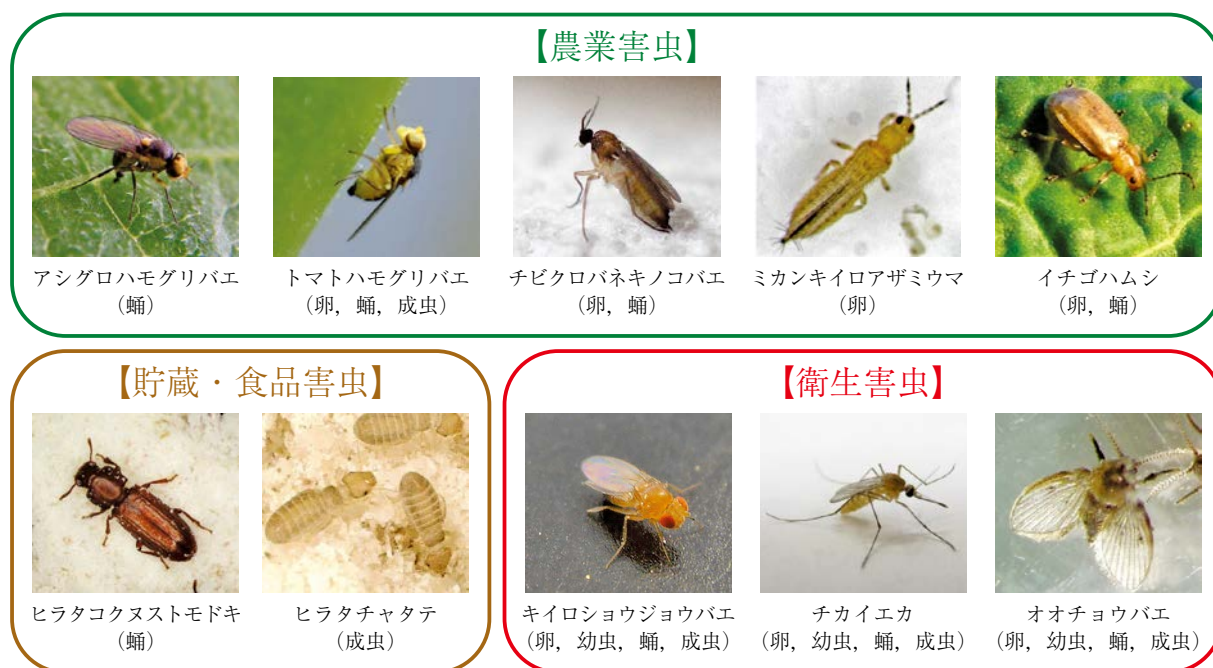 【農業害虫】
アシグロハモグリバエ
(蛹)
トマトハモグリバエ
(卵，蛹，成虫)
チビクロバネキノコバエ
(卵，蛹)
ミカンキイロアザミウマ
(卵)
イチゴハムシ
(卵，蛹)
【貯蔵・食品害虫】
ヒラタコクヌストモドキ
(蛹)
ヒラタチャタテ
(成虫)
【衛生害虫】
キイロショウジョウバエ
(卵，幼虫，蛹，成虫)
チカイエカ
(卵，幼虫，蛹，成虫)
オオチョウバエ
(卵，幼虫，蛹，成虫)